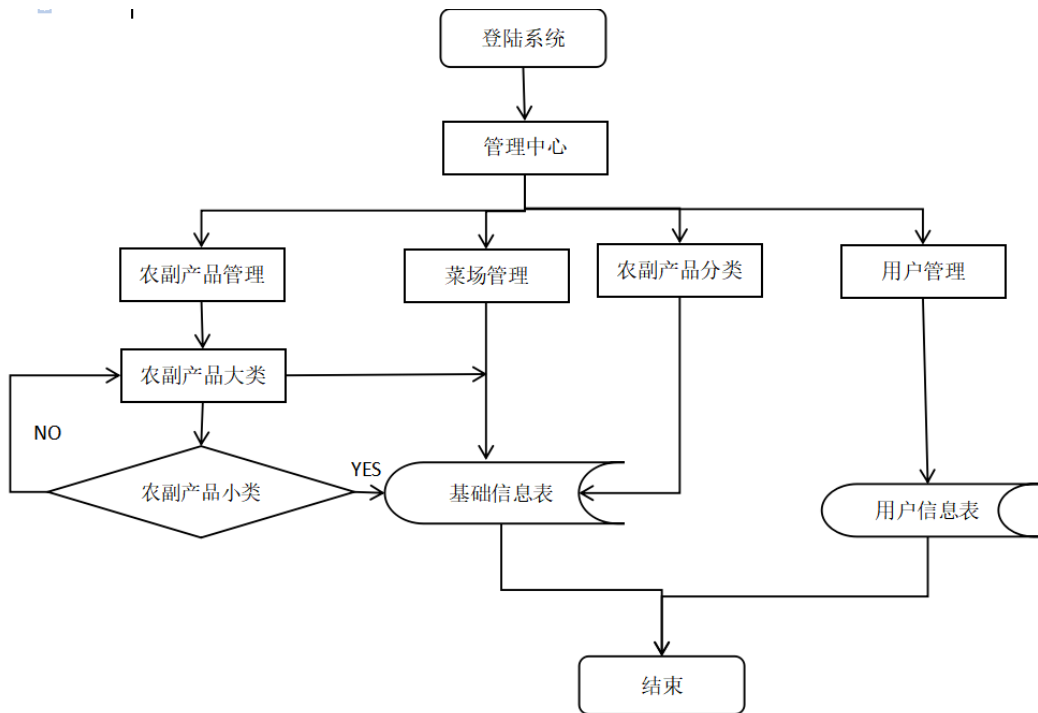 登陆系统
管理中心
农副产品管理
菜场管理
农副产品分类
用户管理
农副产品大类
NO
YES
农副产品小类
基础信息表
用户信息表
结束